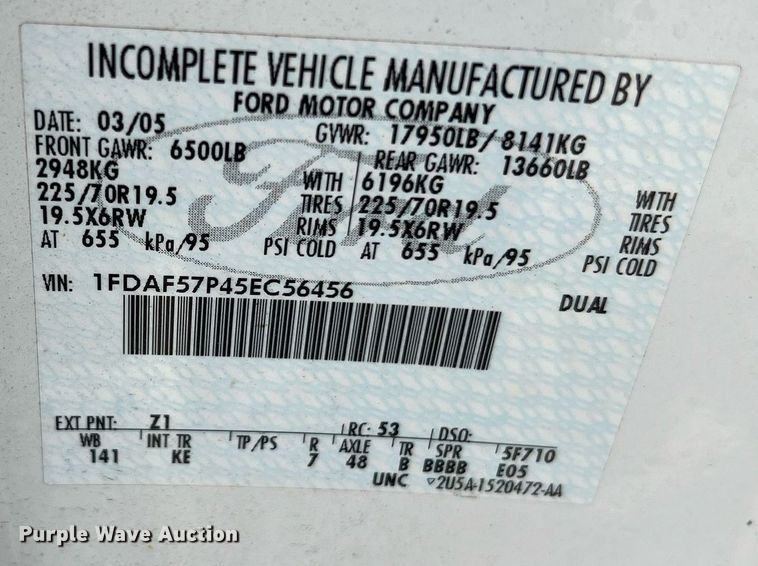 INCOMPLETE VEHICLE MANUFACTURED BY
FORD MOTOR COMPANY
DATE: 03/05 GVWR: 17950LB/ 8141KG
FRONT GAWR: 6500LB REAR GAWR: 13660LB
2948KG WITH 6196KG WITH
225/70R19.5 TIRES 225/70R19.5 TIRES
19.5X6RW RIMS 19.5X6RW RIMS
AT 655 kPa/95 PSI COLD AT 655 kPa/95 PSI COLD
Ford
VIN: 1FDAF57P45EC56456 DUAL
EXT PNT: Z1 RC: 53 DSO:
WB INT TR TP/PS R AXLE TR SPR 5F710
141 KE 7 48 B BBBB E05
UNC ▽2U5A-1520472-AA
Purple Wave Auction